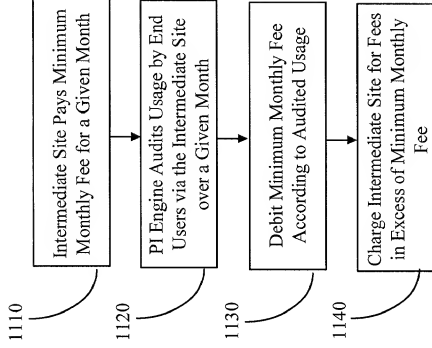 1110
Intermediate Site Pays Minimum
Monthly Fee for a Given Month
1120
PI Engine Audits Usage by End
Users via the Intermediate Site
over a Given Month
1130
Debit Minimum Monthly Fee
According to Audited Usage
1140
Charge Intermediate Site for Fees
in Excess of Minimum Monthly
Fee